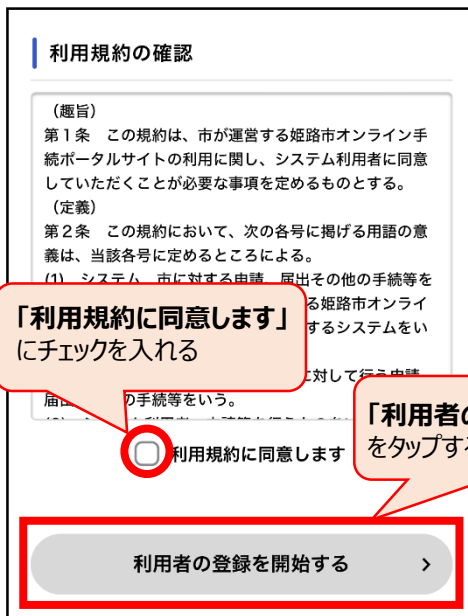 利用規約の確認
（趣旨）
第１条　この規約は、市が運営する姫路市オンライン手
続ポータルサイトの利用に関し、システム利用者に同意
していただくことが必要な事項を定めるものとする。
（定義）
第２条　この規約において、次の各号に掲げる用語の意
義は、当該各号に定めるところによる。
(1)　システム　市に対する申請、届出その他の手続等を
る姫路市オンライ
するシステムをい
「利用規約に同意します」
にチェックを入れる
に対して行う申請
届
の手続等をいう。
「利用者の
をタップす
利用規約に同意します
利用者の登録を開始する